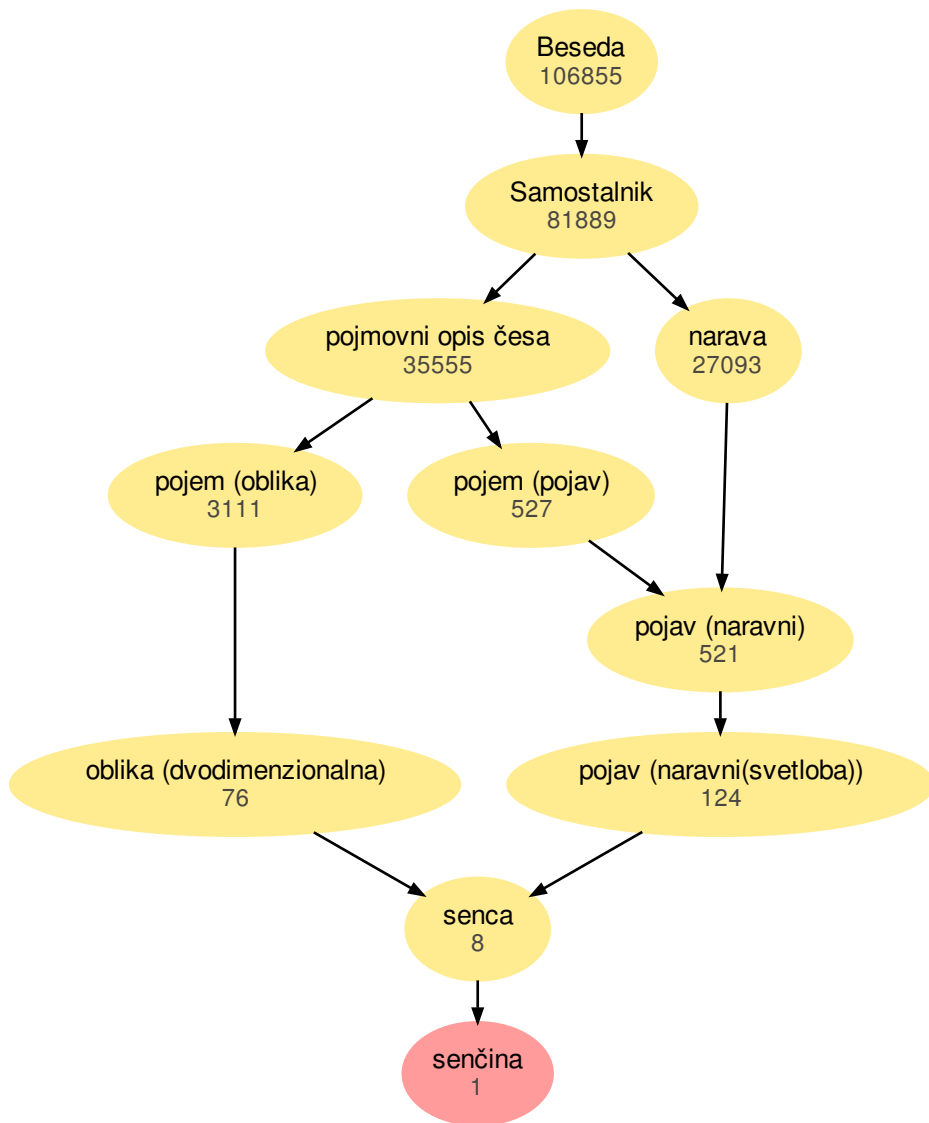 Beseda
106855
Samostalnik
81889
pojmovni opis česa
35555
narava
27093
pojem (oblika)
3111
pojem (pojav)
527
pojav (naravni)
521
oblika (dvodimenzionalna)
76
pojav (naravni(svetloba))
124
senca
8
senčina
1